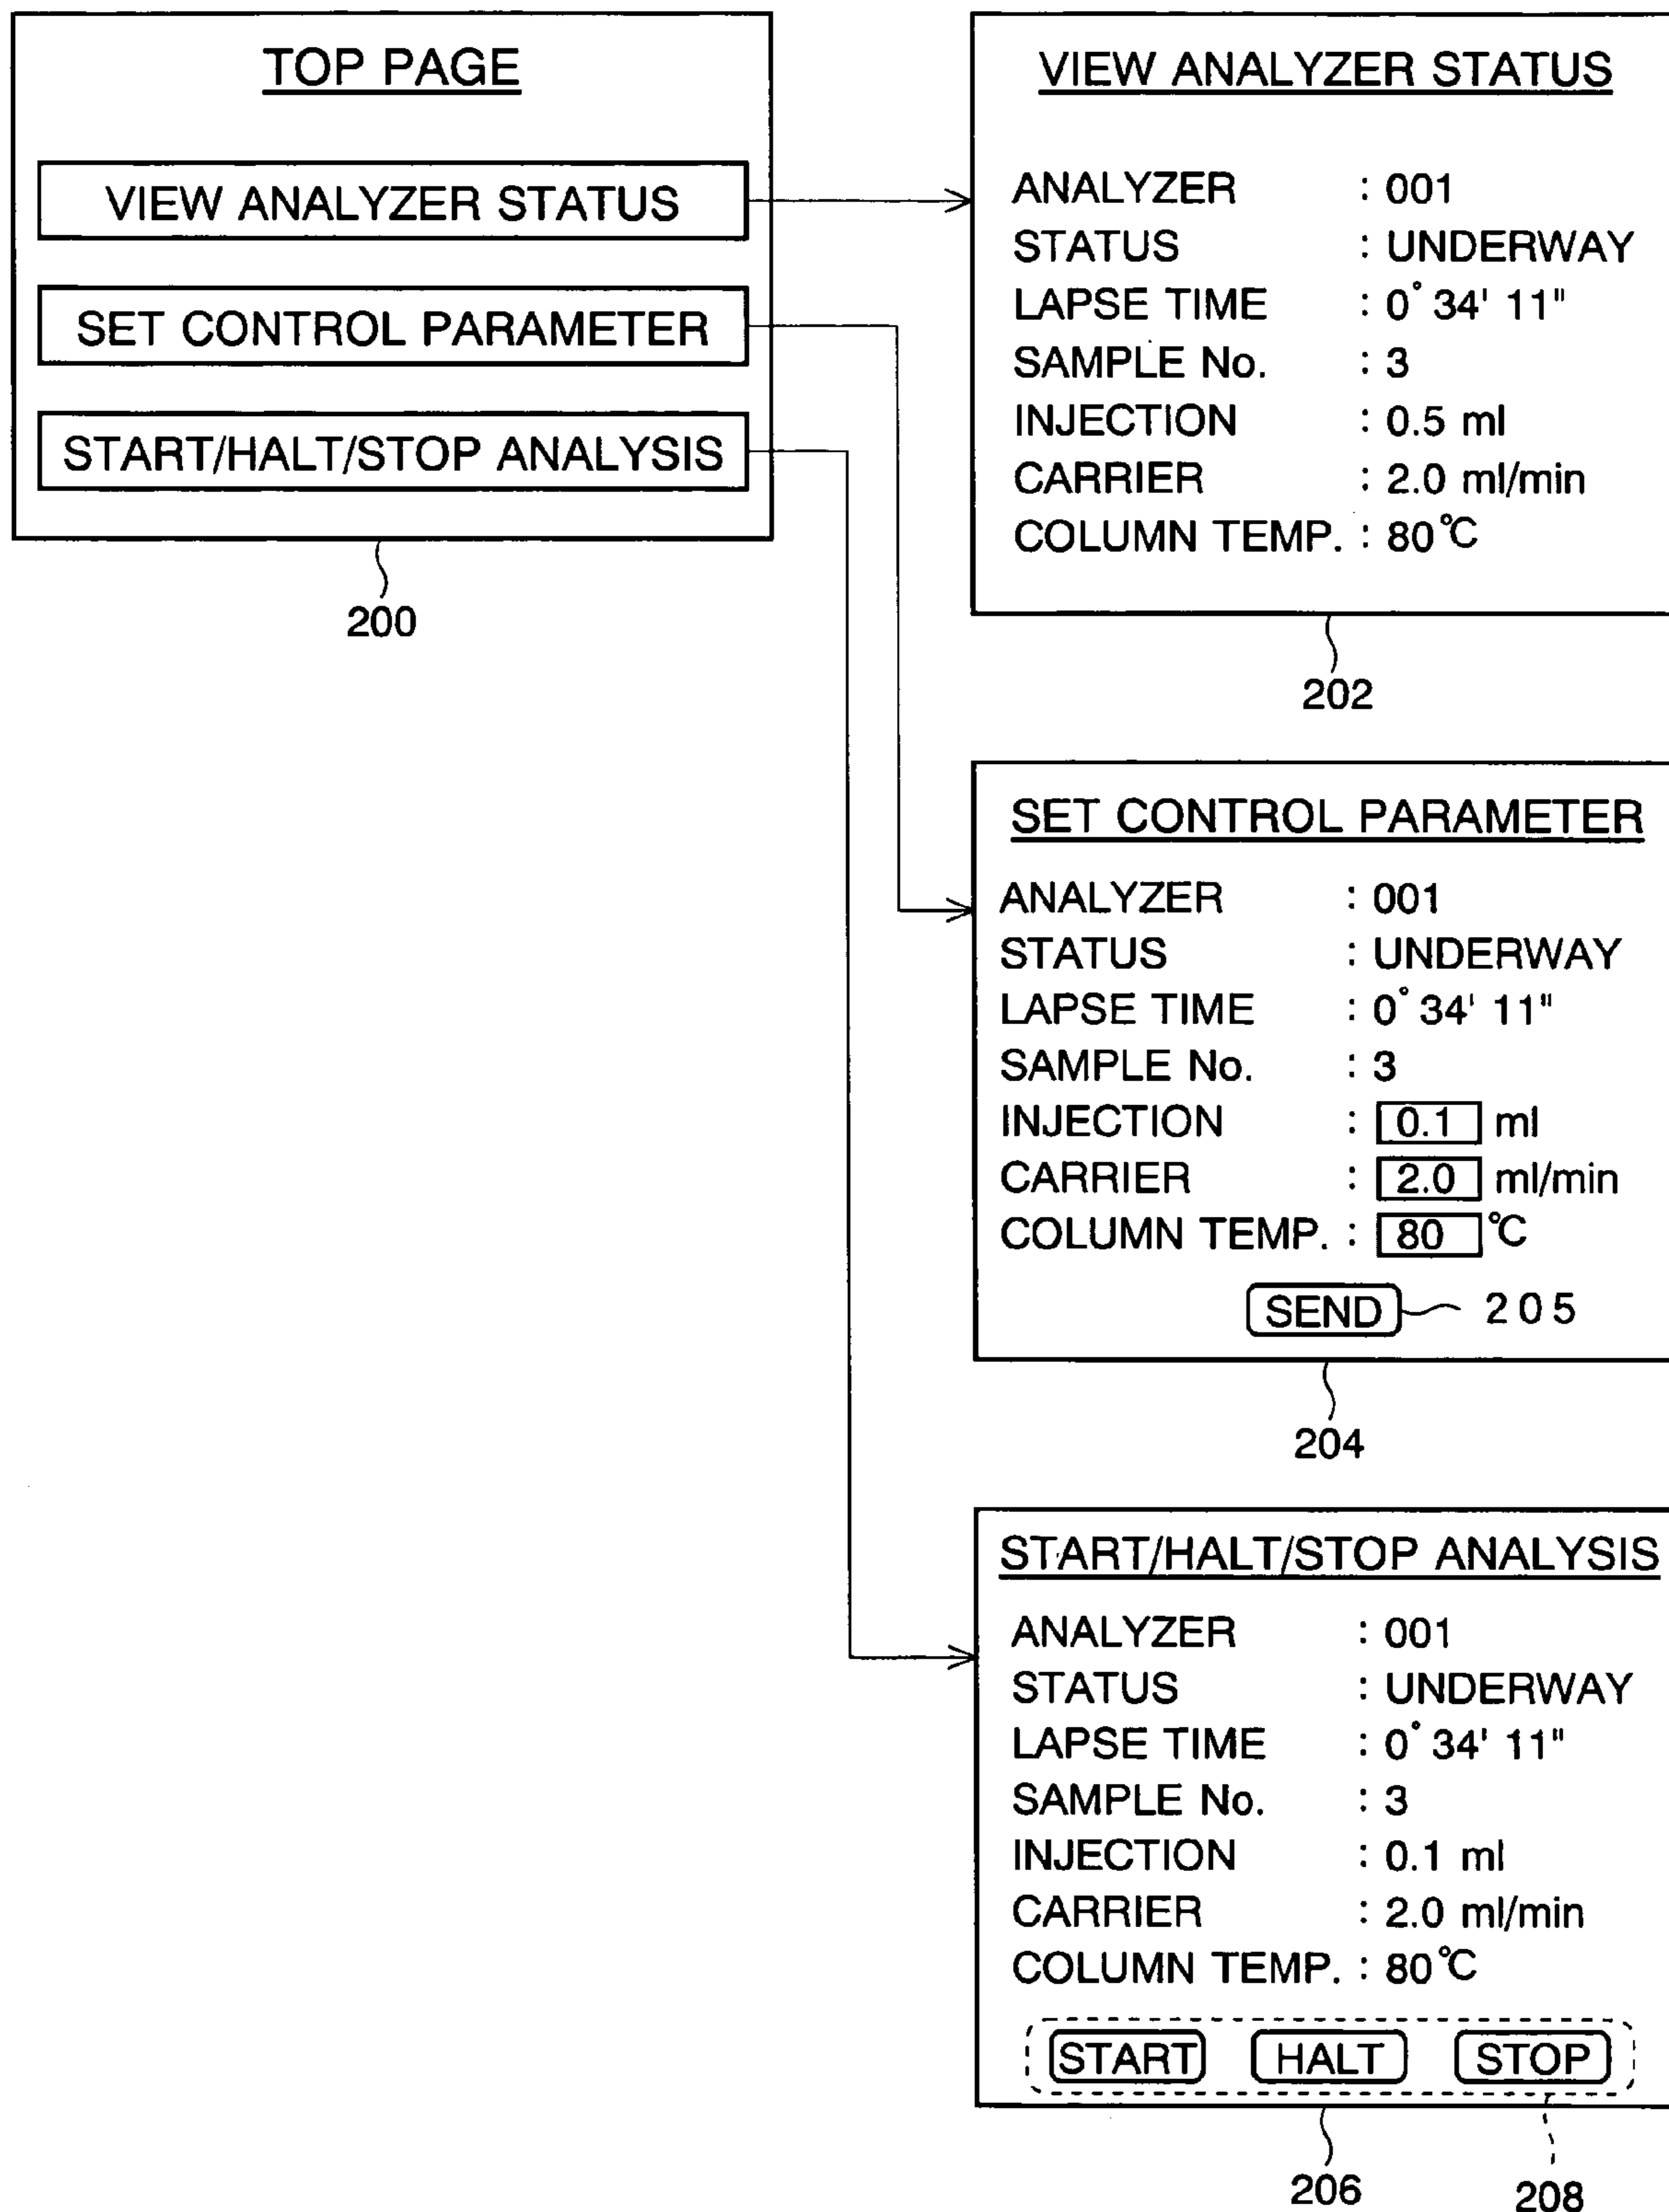 TOP PAGE
VIEW ANALYZER STATUS
SET CONTROL PARAMETER
START/HALT/STOP ANALYSIS
200
VIEW ANALYZER STATUS
ANALYZER : 001
STATUS : UNDERWAY
LAPSE TIME : 0° 34' 11"
SAMPLE No. : 3
INJECTION : 0.5 ml
CARRIER : 2.0 ml/min
COLUMN TEMP. : 80℃
202
SET CONTROL PARAMETER
ANALYZER : 001
STATUS : UNDERWAY
LAPSE TIME : 0° 34' 11"
SAMPLE No. : 3
INJECTION : 0.1 ml
CARRIER : 2.0 ml/min
COLUMN TEMP. : 80 ℃
SEND 205
204
START/HALT/STOP ANALYSIS
ANALYZER : 001
STATUS : UNDERWAY
LAPSE TIME : 0° 34' 11"
SAMPLE No. : 3
INJECTION : 0.1 ml
CARRIER : 2.0 ml/min
COLUMN TEMP. : 80℃
START HALT STOP
206 208